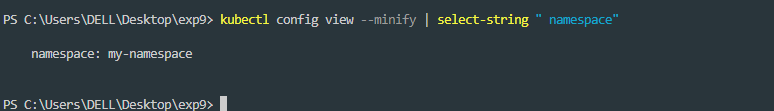 PS C:\Users\DELL\Desktop\exp9> kubectl config view --minify | select-string " namespace"
namespace: my-namespace
PS C:\Users\DELL\Desktop\exp9>